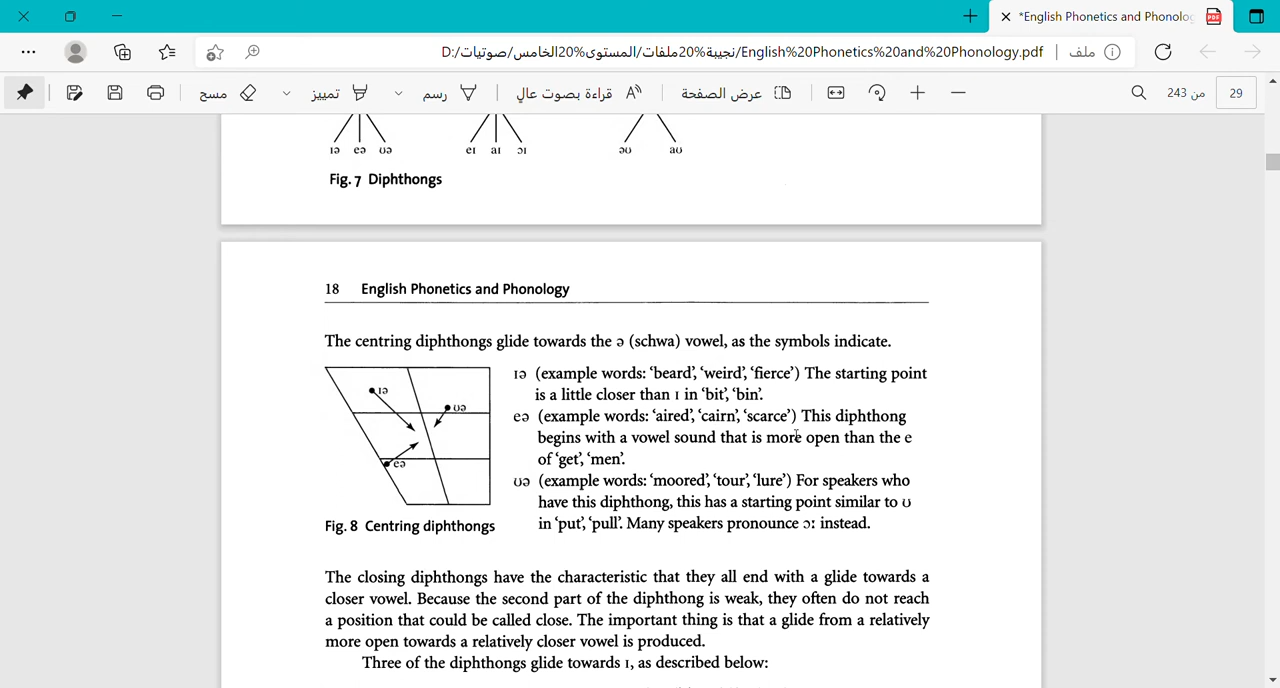 *English Phonetics and Phonolog
D:/نجيبة%20ملفات/المستوى%20الخامس/صوتيات/English%20Phonetics%20and%20Phonology.pdf
ملف
29
من 243
عرض الصفحة
قراءة بصوت عالٍ
رسم
تمييز
مسح
ɪə eə ʊə eɪ aɪ ɔɪ əʊ aʊ
Fig. 7 Diphthongs
18 English Phonetics and Phonology
The centring diphthongs glide towards the ə (schwa) vowel, as the symbols indicate.
ɪə
ʊə
eə
Fig. 8 Centring diphthongs
ɪə (example words: ‘beard’, ‘weird’, ‘fierce’) The starting point
is a little closer than ɪ in ‘bit’, ‘bin’.
eə (example words: ‘aired’, ‘cairn’, ‘scarce’) This diphthong
begins with a vowel sound that is more open than the e
of ‘get’, ‘men’.
ʊə (example words: ‘moored’, ‘tour’, ‘lure’) For speakers who
have this diphthong, this has a starting point similar to ʊ
in ‘put’, ‘pull’. Many speakers pronounce ɔː instead.
The closing diphthongs have the characteristic that they all end with a glide towards a
closer vowel. Because the second part of the diphthong is weak, they often do not reach
a position that could be called close. The important thing is that a glide from a relatively
more open towards a relatively closer vowel is produced.
Three of the diphthongs glide towards ɪ, as described below: